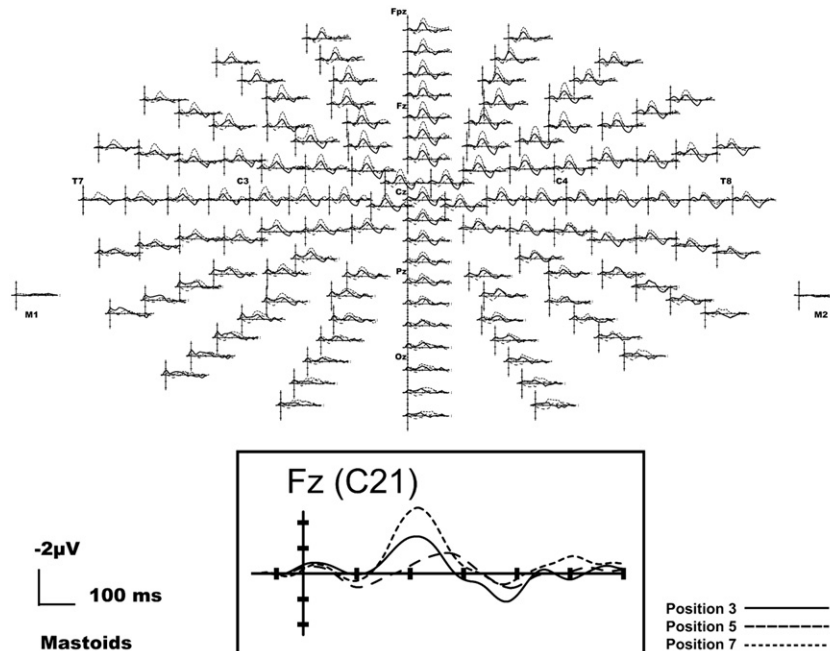 Fpz
Fz
T7
C3
Cz
C4
T8
Pz
M1
M2
Oz
Fz (C21)
-2µV
100 ms
Mastoids
Position 3
Position 5
Position 7